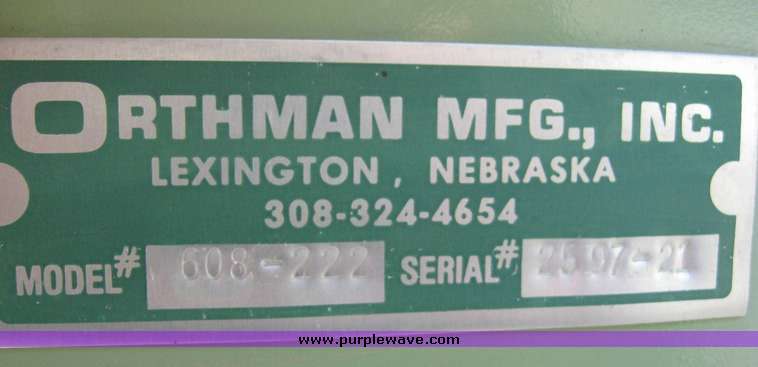 ORTHMAN MFG., INC.
LEXINGTON, NEBRASKA
308-324-4654
MODEL# 608-222 SERIAL# 2597-21
www.purplewave.com